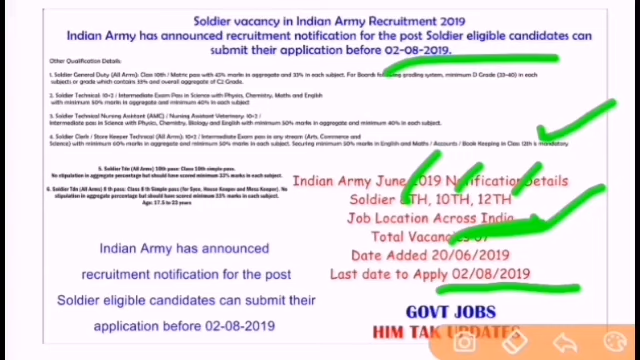 Soldier vacancy in Indian Army Recruitment 2019
Indian Army has announced recruitment notification for the post Soldier eligible candidates can
submit their application before 02-08-2019.
Other Qualification Details:
1. Soldier General Duty (All Arms): Class 10th / Matric pass with 45% marks in aggregate and 33% in each subject. For Boards grading system, minimum D Grade (33-40) in each
subjects or grade which contains 33% and overall aggregate of C2 Grade.
2. Soldier Technical: 10+2 / Intermediate Exam Pass in Science with Physics, Chemistry, Maths and English
with minimum 50% marks in aggregate and minimum 40% in each subject
3. Soldier Technical Nursing Assistant (AMC) / Nursing Assistant Veterinary: 10+2 /
Intermediate pass in Science with Physics, Chemistry, Biology and English with minimum 50% marks in aggregate and minimum 40% in each subject.
4. Soldier Clerk / Store Keeper Technical (All Arms): 10+2 / Intermediate Exam pass in any stream (Arts, Commerce and
Science) with minimum 60% marks in aggregate and minimum 50% in each subject. Securing minimum 50% marks in English and Maths / Accounts / Book Keeping in Class 12th is mandatory.
5. Soldier Tdn (All Arms) 10th pass: Class 10th simple pass.
No stipulation in aggregate percentage but should have scored minimum 33% marks in each subject.
6. Soldier Tdn (All Arms) 8 th pass: Class 8 th Simple pass (For Syce, House Keeper and Mess Keeper). No
stipulation in aggregate percentage but should have scored minimum 33% marks in each subject.
Age: 17.5 to 23 years
Indian Army June 2019 Notification Details
Soldier 8TH, 10TH, 12TH
Job Location Across India
Total Vacancies 07
Date Added 20/06/2019
Last date to Apply 02/08/2019
Indian Army has announced
recruitment notification for the post
Soldier eligible candidates can submit their
application before 02-08-2019
GOVT JOBS
HIM TAK UPDATES